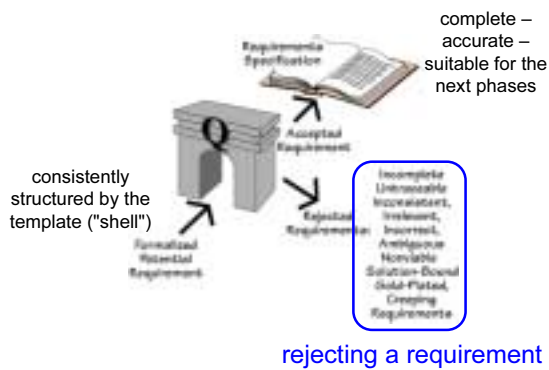 complete –
accurate –
suitable for the
next phases
Requirements
Specification
Q
Accepted
Requirement
consistently
structured by the
template ("shell")
Rejected
Requirements
Formalized
Potential
Requirement
Incomplete
Untraceable
Inconsistent,
Irrelevant,
Incorrect,
Ambiguous
Nonviable
Solution-Bound
Gold-Plated,
Creeping
Requirements
rejecting a requirement